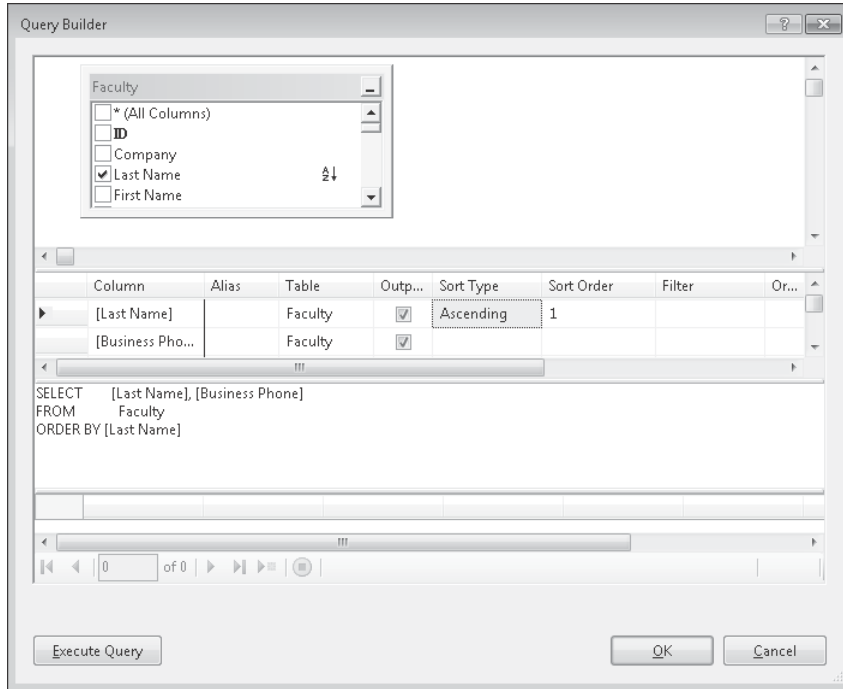 Query Builder
Faculty
* (All Columns)
ID
Company
Last Name
First Name
Column Alias Table Outp... Sort Type Sort Order Filter Or...
[Last Name] Faculty Ascending 1
[Business Pho... Faculty
SELECT [Last Name], [Business Phone]
FROM Faculty
ORDER BY [Last Name]
0 of 0
Execute Query OK Cancel